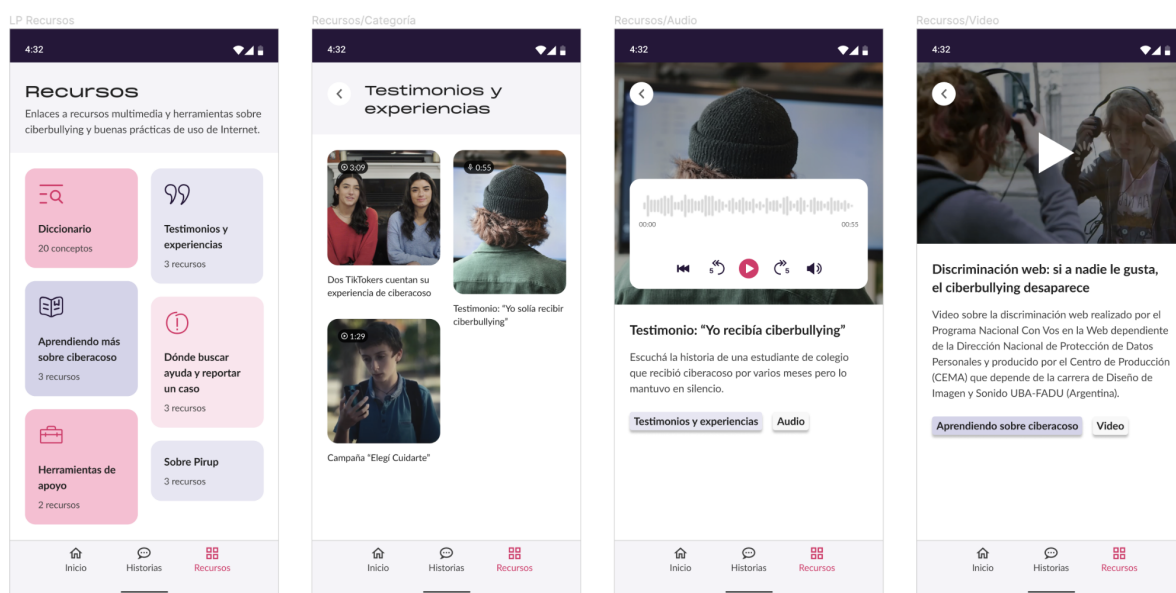 LP Recursos
4:32
Recursos
Enlaces a recursos multimedia y herramientas sobre
ciberbullying y buenas prácticas de uso de Internet.
Diccionario
20 conceptos
Testimonios y
experiencias
3 recursos
Aprendiendo más
sobre ciberacoso
3 recursos
Dónde buscar
ayuda y reportar
un caso
3 recursos
Herramientas de
apoyo
2 recursos
Sobre Pirup
3 recursos
Inicio
Historias
Recursos
Recursos/Categoría
4:32
Testimonios y
experiencias
3:09
Dos TikTokers cuentan su
experiencia de ciberacoso
0:55
Testimonio: “Yo solía recibir
ciberbullying”
1:29
Campaña “Elegí Cuidarte”
Inicio
Historias
Recursos
Recursos/Audio
4:32
00:00
00:55
5
5
Testimonio: “Yo recibía ciberbullying”
Escuchá la historia de una estudiante de colegio
que recibió ciberacoso por varios meses pero lo
mantuvo en silencio.
Testimonios y experiencias
Audio
Inicio
Historias
Recursos
Recursos/Video
4:32
Discriminación web: si a nadie le gusta,
el ciberbullying desaparece
Video sobre la discriminación web realizado por el
Programa Nacional Con Vos en la Web dependiente
de la Dirección Nacional de Protección de Datos
Personales y producido por el Centro de Producción
(CEMA) que depende de la carrera de Diseño de
Imagen y Sonido UBA-FADU (Argentina).
Aprendiendo sobre ciberacoso
Video
Inicio
Historias
Recursos